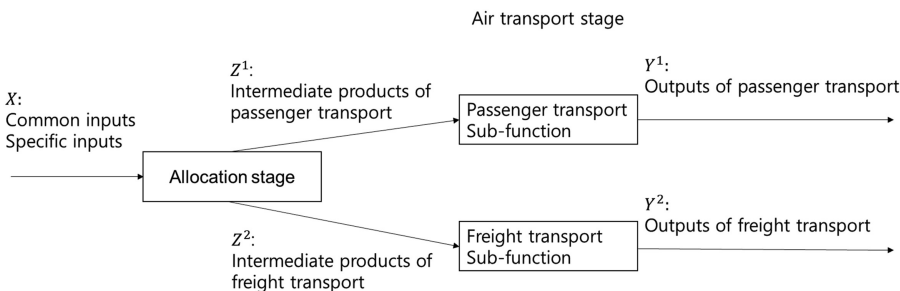 Air transport stage
X:
Common inputs
Specific inputs
Allocation stage
Z¹:
Intermediate products of
passenger transport
Passenger transport
Sub-function
Y¹:
Outputs of passenger transport
Z²:
Intermediate products of
freight transport
Freight transport
Sub-function
Y²:
Outputs of freight transport